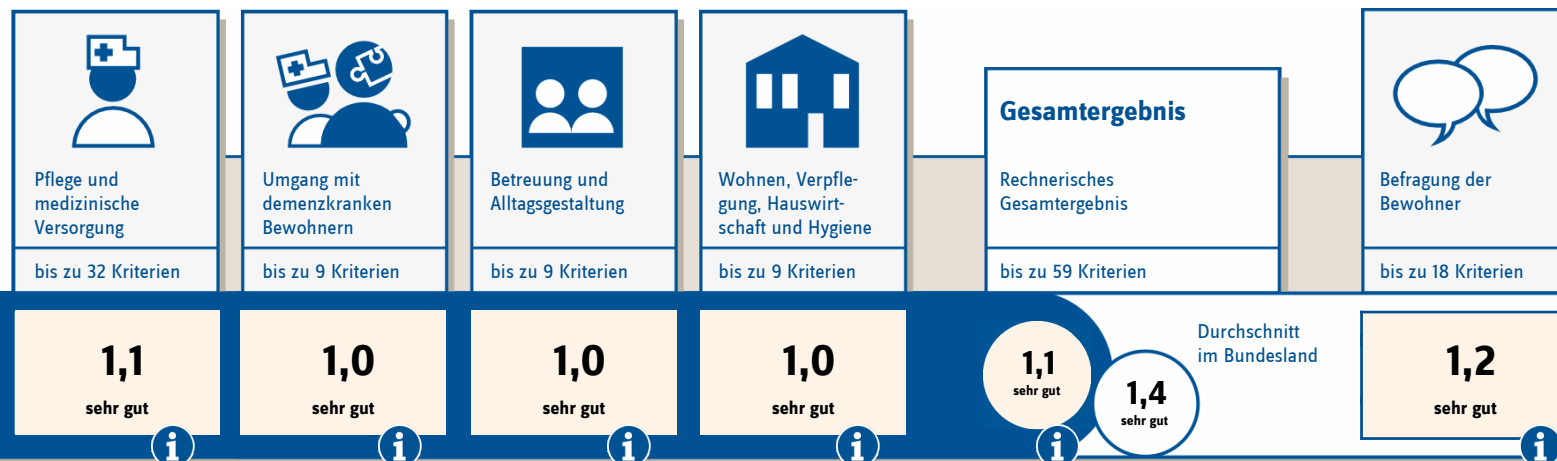 Pflege und
medizinische
Versorgung
bis zu 32 Kriterien
1,1
sehr gut
i
Umgang mit
demenzkranken
Bewohnern
bis zu 9 Kriterien
1,0
sehr gut
i
Betreuung und
Alltagsgestaltung
bis zu 9 Kriterien
1,0
sehr gut
i
Wohnen, Verpfle-
gung, Hauswirt-
schaft und Hygiene
bis zu 9 Kriterien
1,0
sehr gut
i
Gesamtergebnis
Rechnerisches
Gesamtergebnis
bis zu 59 Kriterien
1,1
sehr gut
i
Durchschnitt
im Bundesland
1,4
sehr gut
Befragung der
Bewohner
bis zu 18 Kriterien
1,2
sehr gut
i